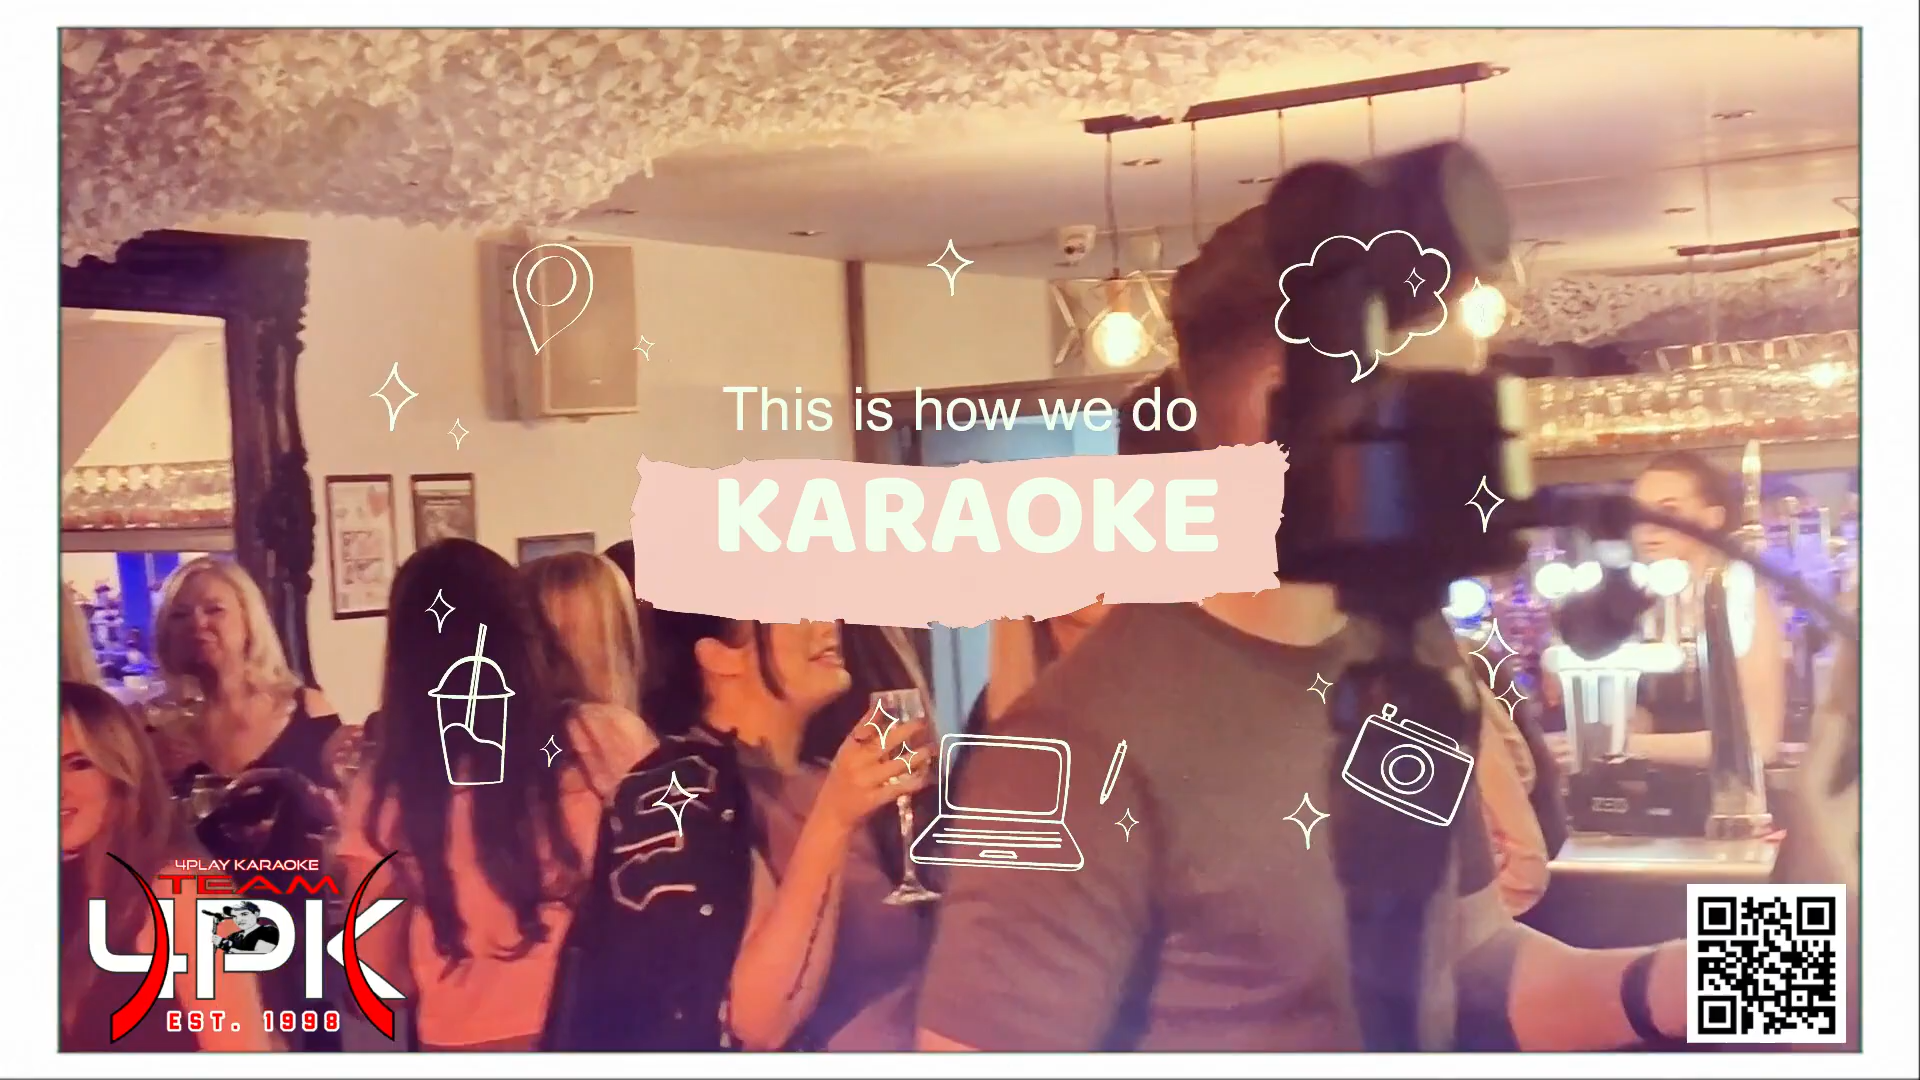 This is how we do
KARAOKE
4PLAY KARAOKE
TEAM
4PK
EST. 1998